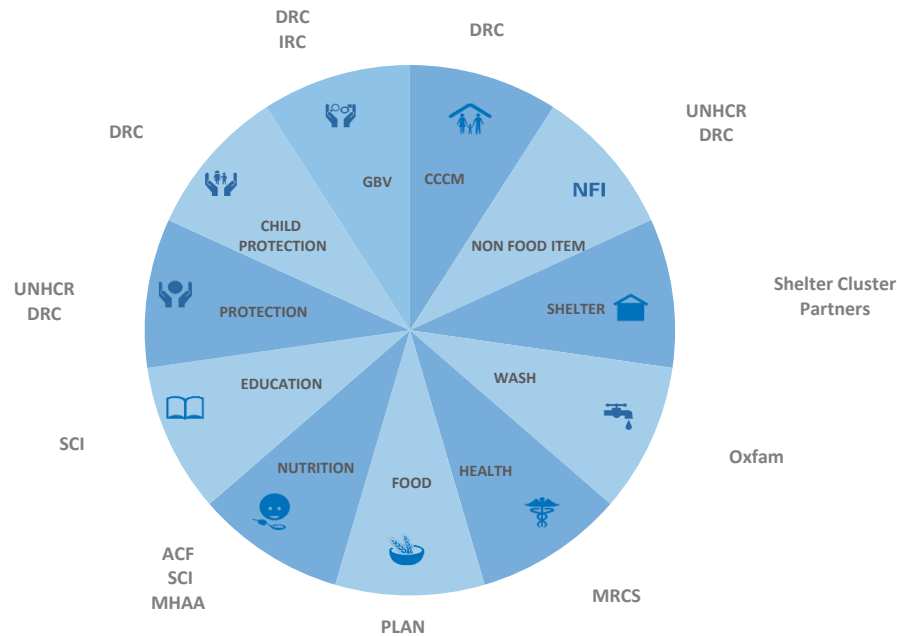 DRC
IRC
DRC
UNHCR
DRC
DRC
GBV
CCCM
NFI
CHILD
PROTECTION
NON FOOD ITEM
UNHCR
DRC
PROTECTION
SHELTER
Shelter Cluster
Partners
EDUCATION
WASH
SCI
Oxfam
NUTRITION
FOOD
HEALTH
ACF
SCI
MHAA
PLAN
MRCS